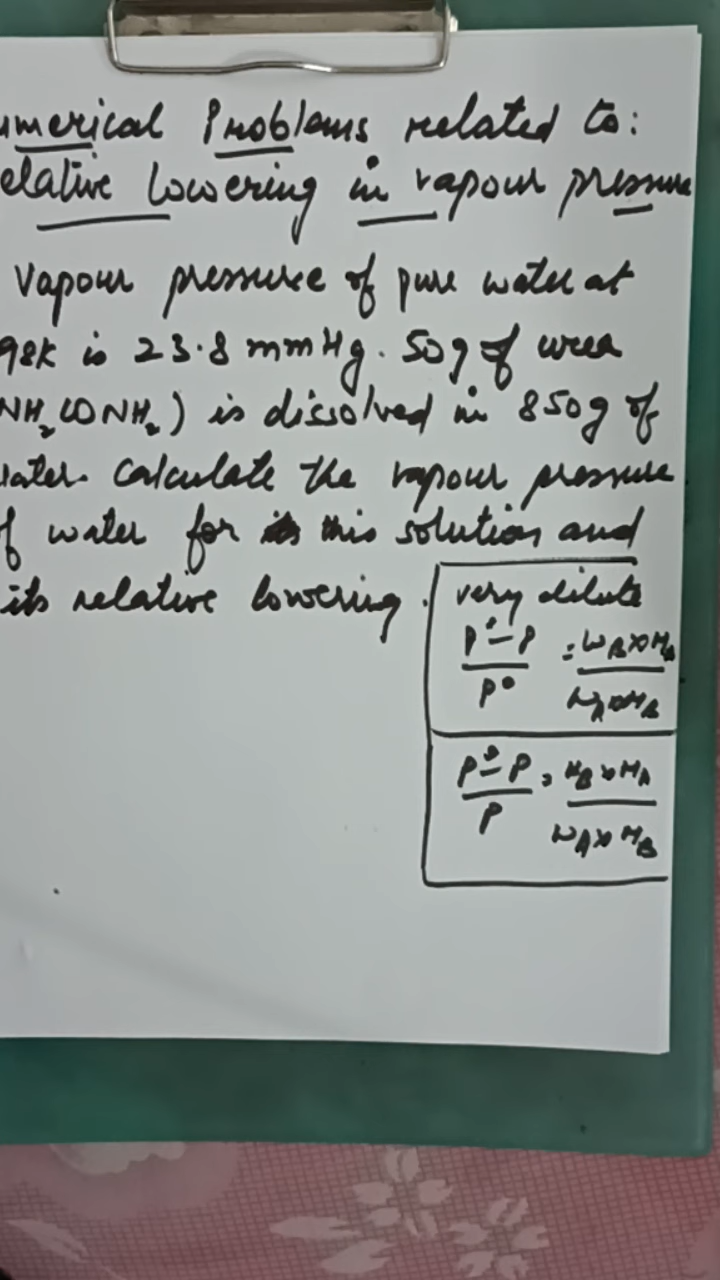 umerical Problems related to:
elative lowering in vapour pressure
Vapour pressure of pure water at
98K is 23.8 mmHg. 50g of urea
NH2CONH2) is dissolved in 850g of
ater. Calculate the vapour pressure
f water for this solution and
its relative lowering.
very dilute
P°-P
P°
= WB×MA
WA×MB
P°-P
P
= WB×MA
WA×MB